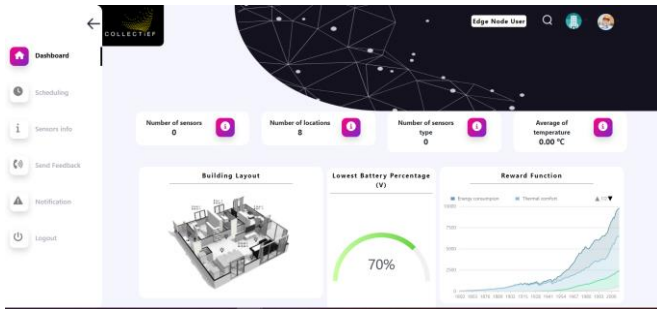 COLLECTiEF
Edge Node User
Dashboard
Scheduling
Sensors info
Send Feedback
Notification
Logout
Number of sensors
0
Number of locations
8
Number of sensors
type
0
Average of
temperature
0.00 °C
Building Layout
Lowest Battery Percentage
(V)
70%
Reward Function
Energy consumption
Thermal comfort
1/2